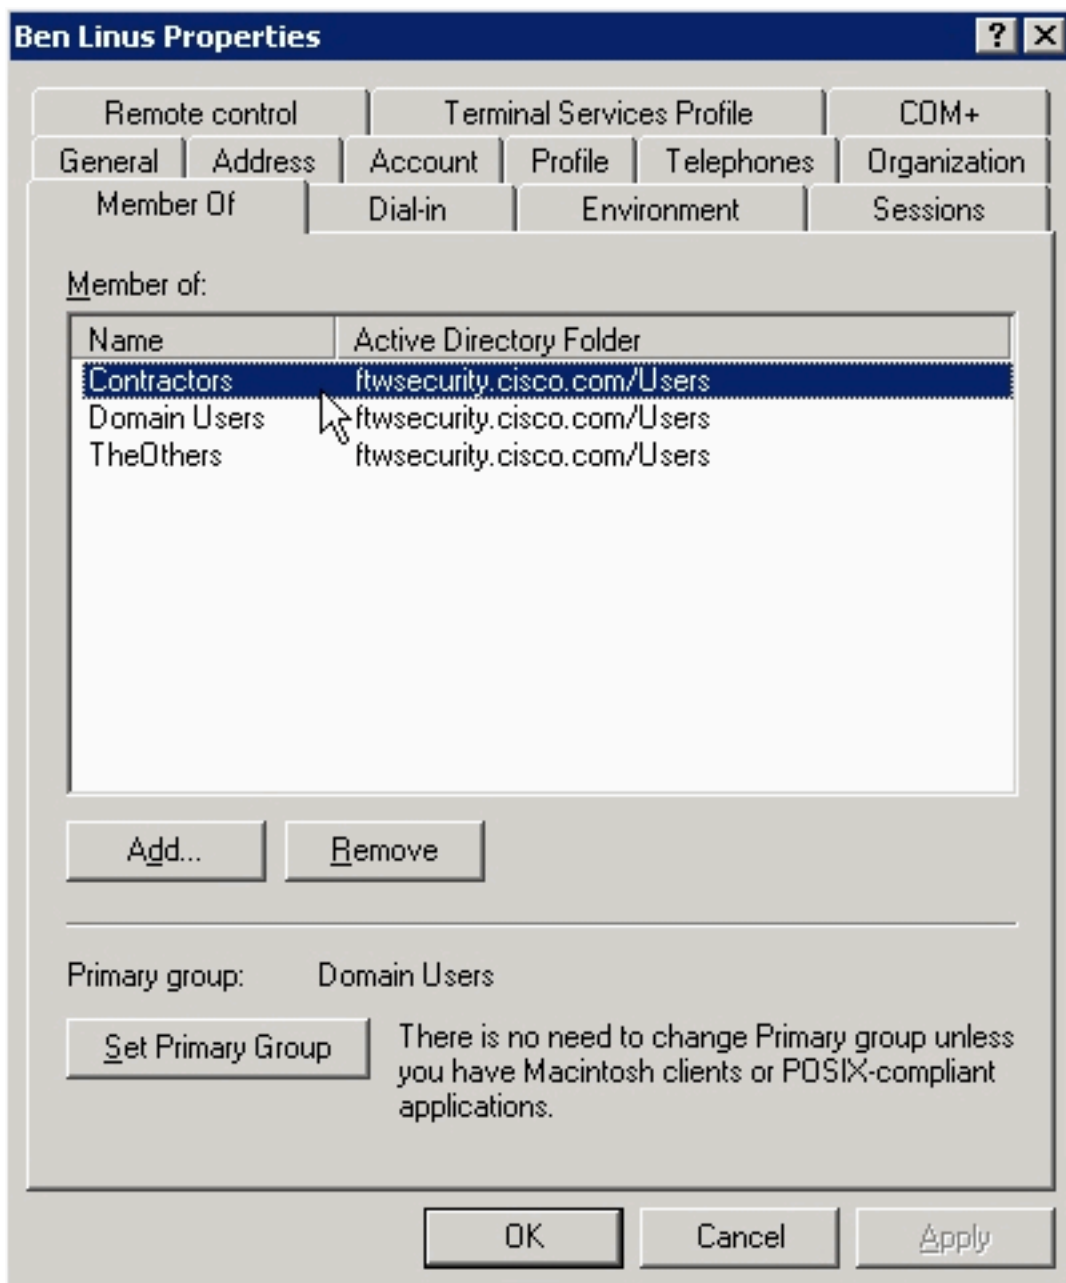 Ben Linus Properties
Remote control Terminal Services Profile COM+
General Address Account Profile Telephones Organization
Member Of Dial-in Environment Sessions
Member of:
Name Active Directory Folder
Contractors ftwsecurity.cisco.com/Users
Domain Users ftwsecurity.cisco.com/Users
TheOthers ftwsecurity.cisco.com/Users
Add... Remove
Primary group: Domain Users
Set Primary Group
There is no need to change Primary group unless
you have Macintosh clients or POSIX-compliant
applications.
OK Cancel Apply